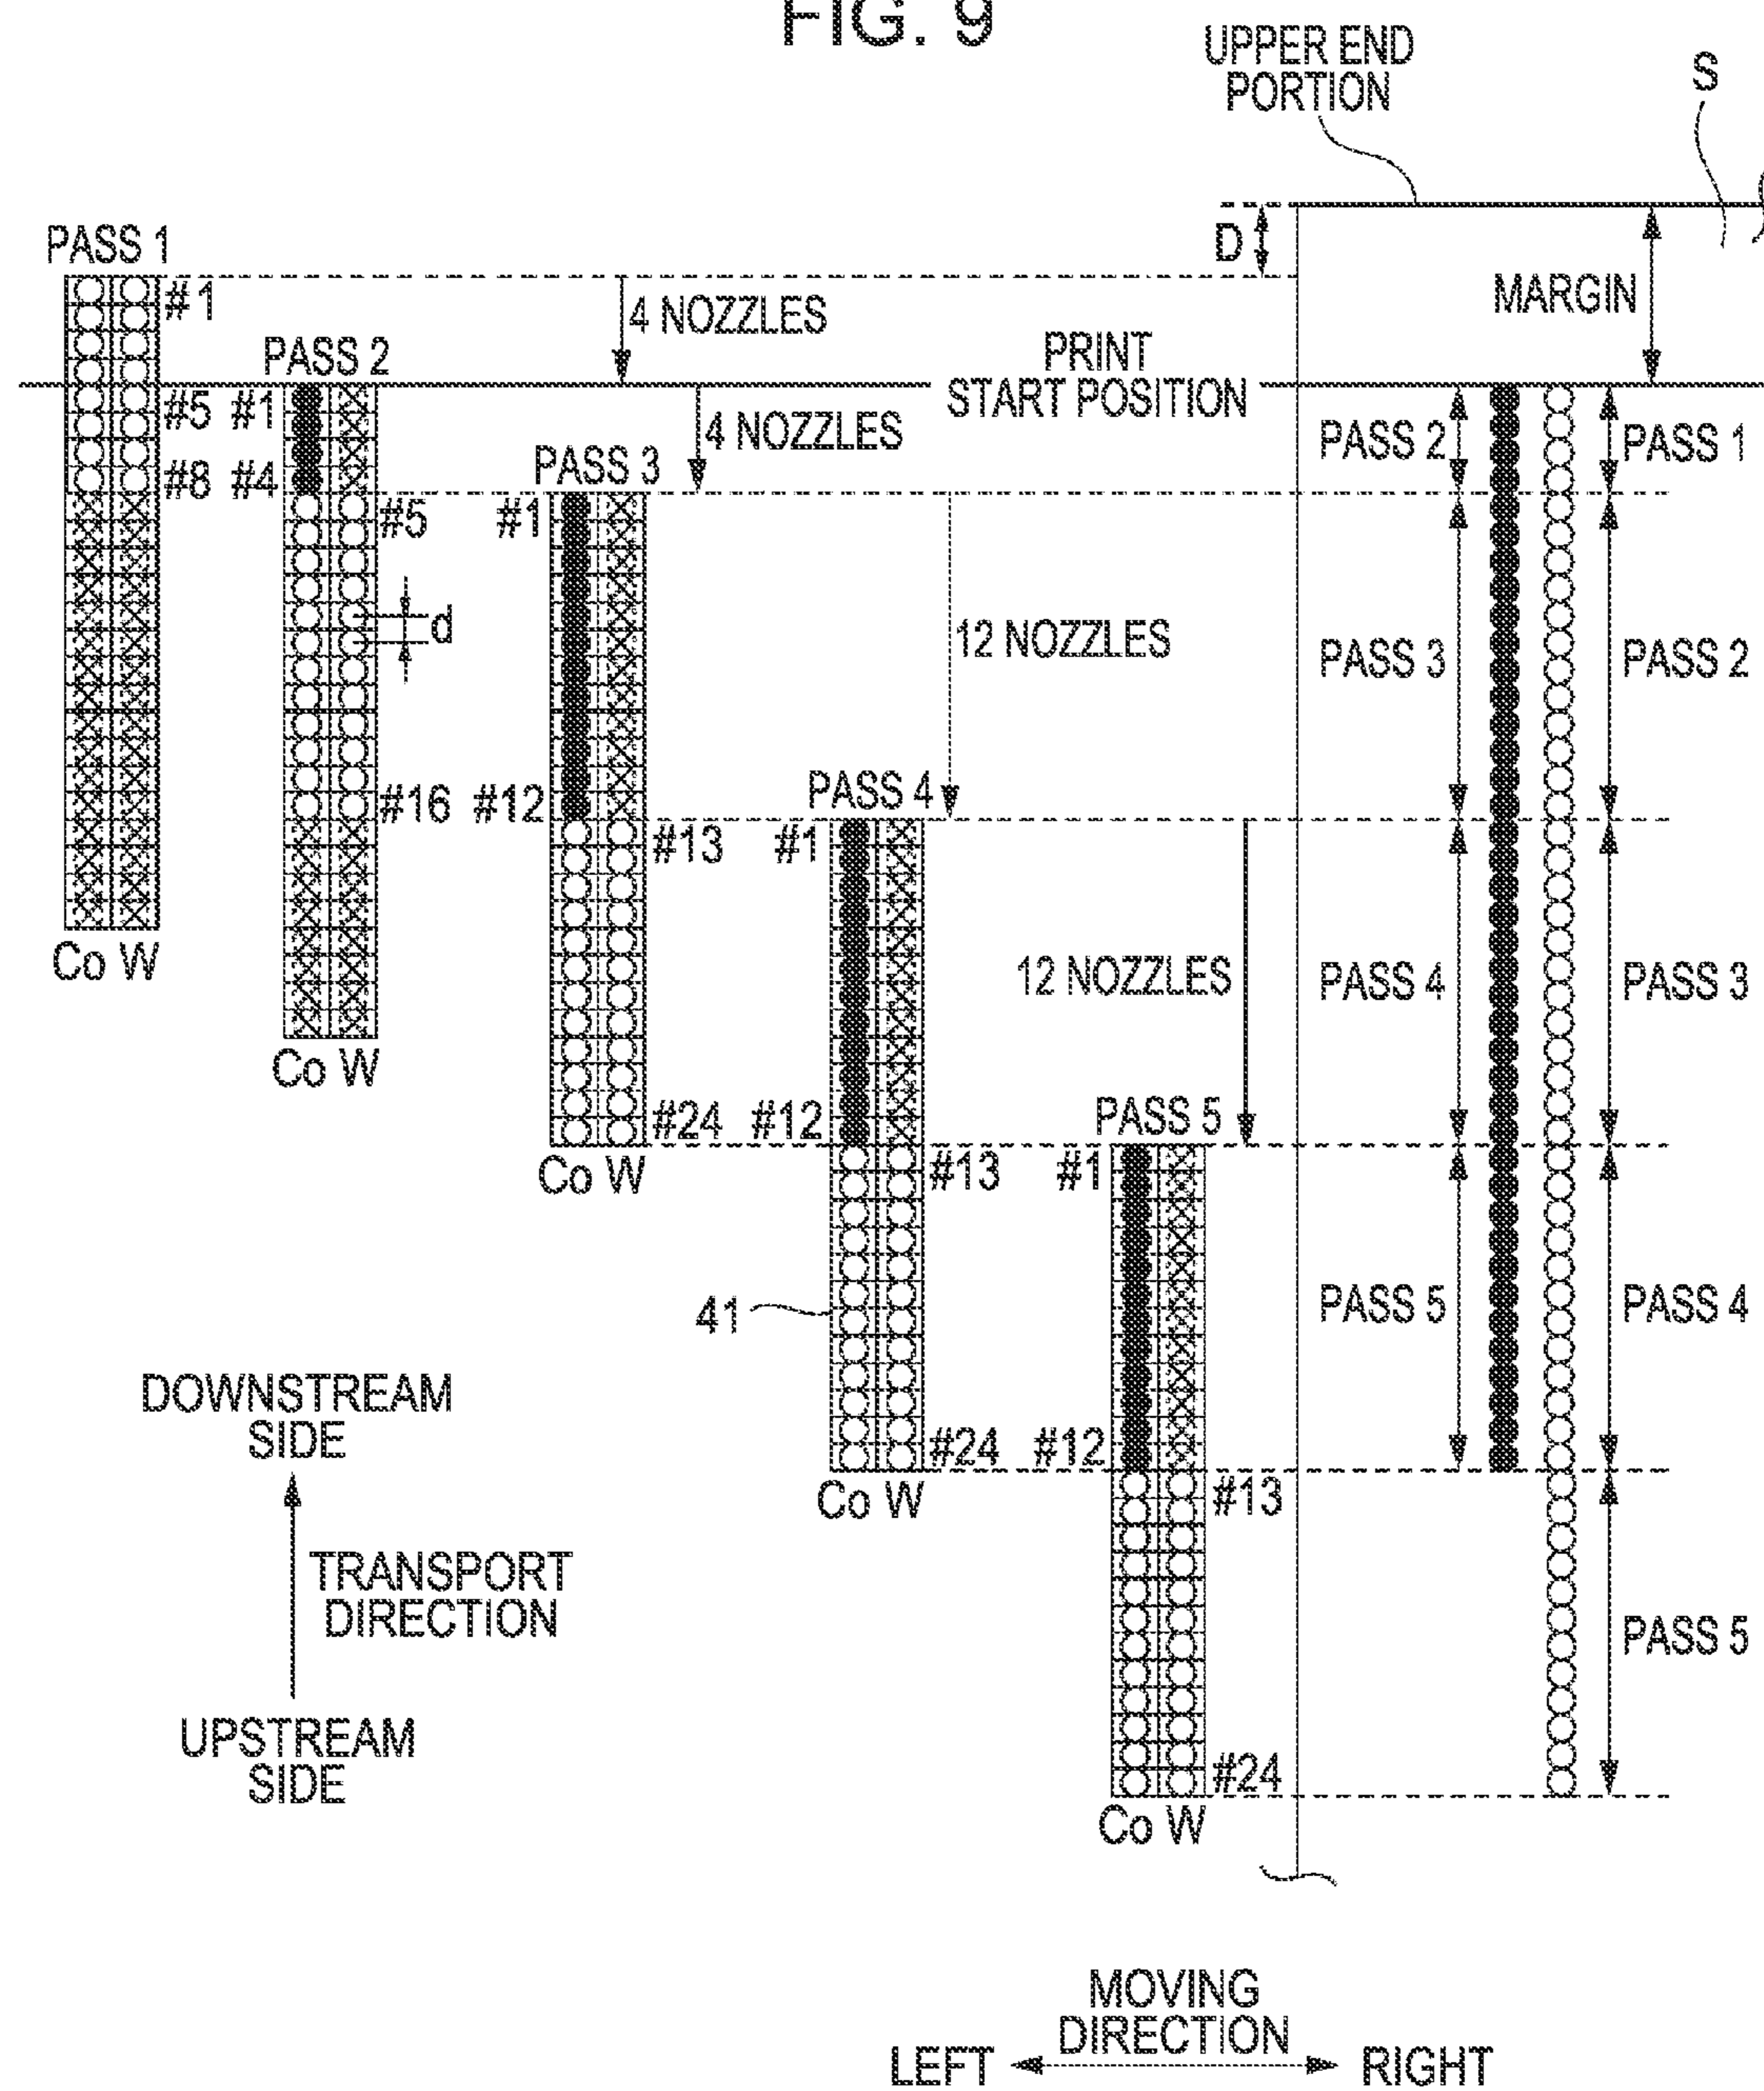 FIG. 9
UPPER END
PORTION
S
PASS 1
D
#1
4 NOZZLES
MARGIN
PASS 2
PRINT
START POSITION
#5 #1
4 NOZZLES
PASS 2
PASS 1
#8 #4
PASS 3
#5
#1
d
12 NOZZLES
PASS 3
PASS 2
#16
#12
PASS 4
#13
#1
Co W
12 NOZZLES
PASS 4
PASS 3
Co W
#24
#12
PASS 5
Co W
#13
#1
41
PASS 5
PASS 4
DOWNSTREAM
SIDE
#24
#12
Co W
#13
TRANSPORT
DIRECTION
PASS 5
UPSTREAM
SIDE
#24
Co W
MOVING
DIRECTION
LEFT
RIGHT